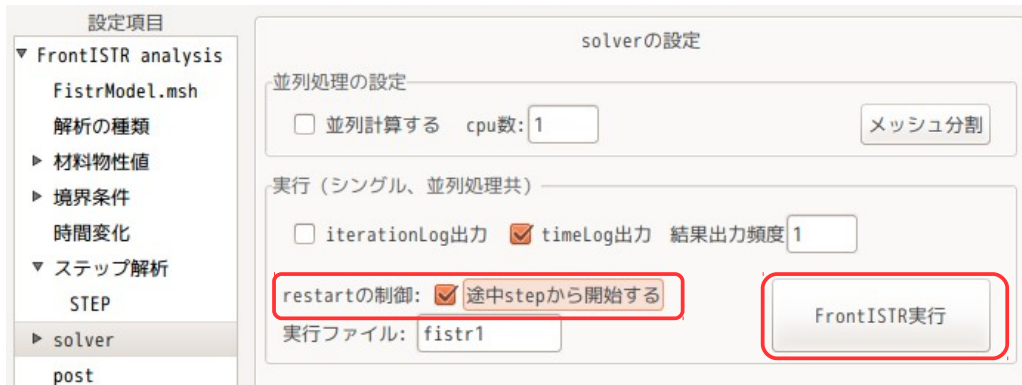 設定項目
▼ FrontISTR analysis
FistrModel.msh
解析の種類
▶ 材料物性値
▶ 境界条件
時間変化
▼ ステップ解析
STEP
▶ solver
post
solverの設定
並列処理の設定
並列計算する cpu数: 1 メッシュ分割
実行 (シングル、並列処理共)
iterationLog出力 timeLog出力 結果出力頻度 1
restartの制御: 途中stepから開始する
実行ファイル: fistr1
FrontISTR実行